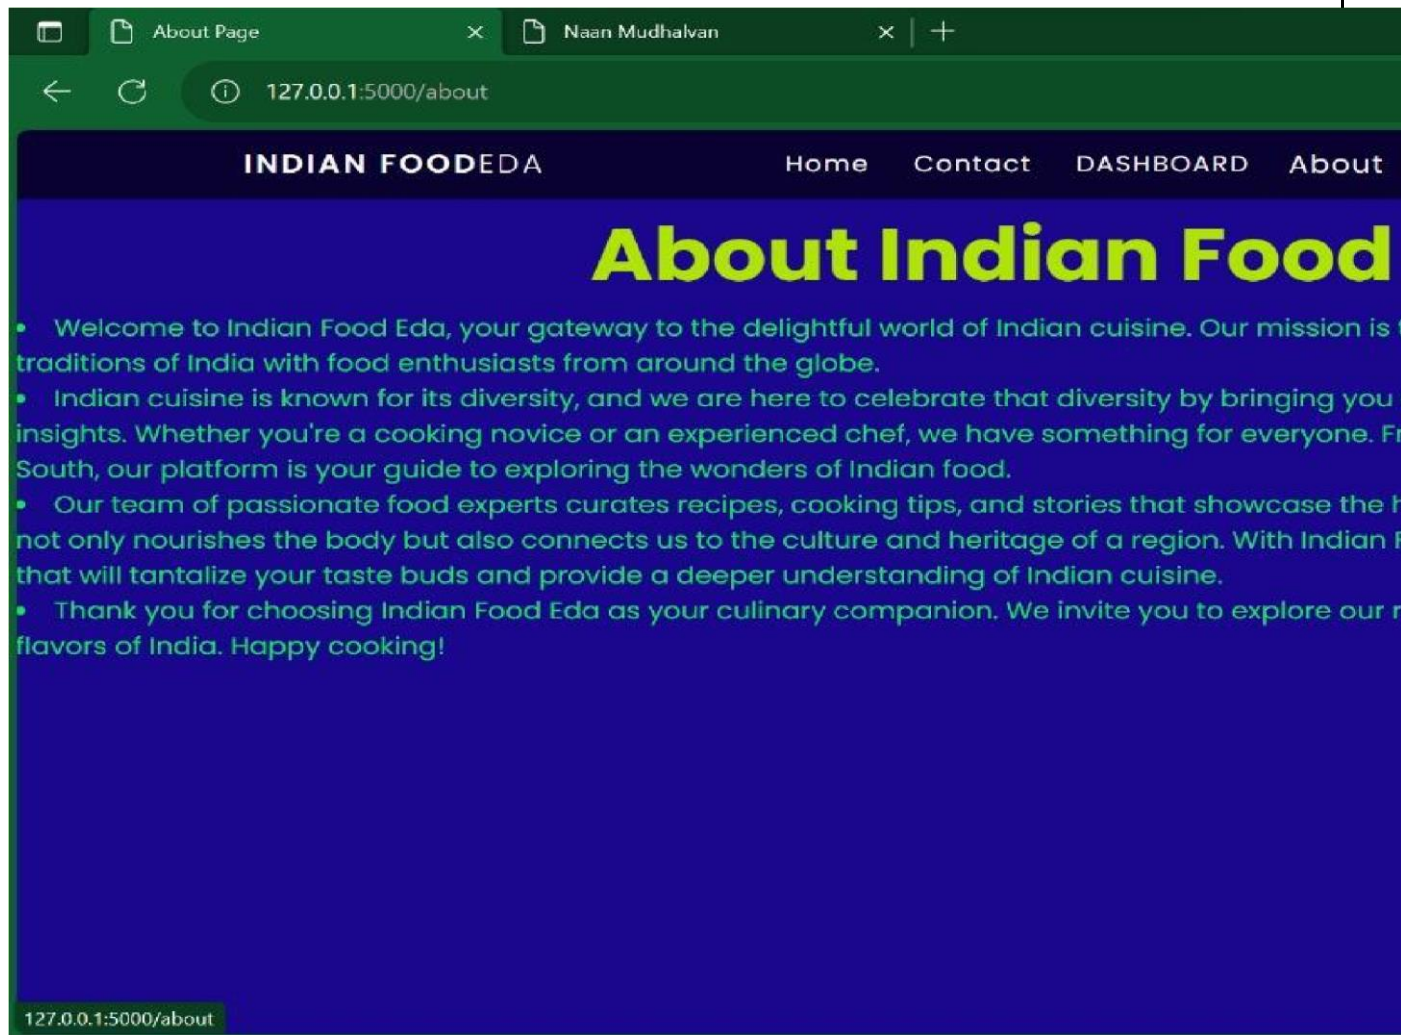 About Page
Naan Mudhalvan
127.0.0.1:5000/about
INDIAN FOODEDA Home Contact DASHBOARD About
About Indian Food
• Welcome to Indian Food Eda, your gateway to the delightful world of Indian cuisine. Our mission is
traditions of India with food enthusiasts from around the globe.
• Indian cuisine is known for its diversity, and we are here to celebrate that diversity by bringing you
insights. Whether you're a cooking novice or an experienced chef, we have something for everyone.
South, our platform is your guide to exploring the wonders of Indian food.
• Our team of passionate food experts curates recipes, cooking tips, and stories that showcase the
not only nourishes the body but also connects us to the culture and heritage of a region. With Indian
that will tantalize your taste buds and provide a deeper understanding of Indian cuisine.
• Thank you for choosing Indian Food Eda as your culinary companion. We invite you to explore our
flavors of India. Happy cooking!
127.0.0.1:5000/about